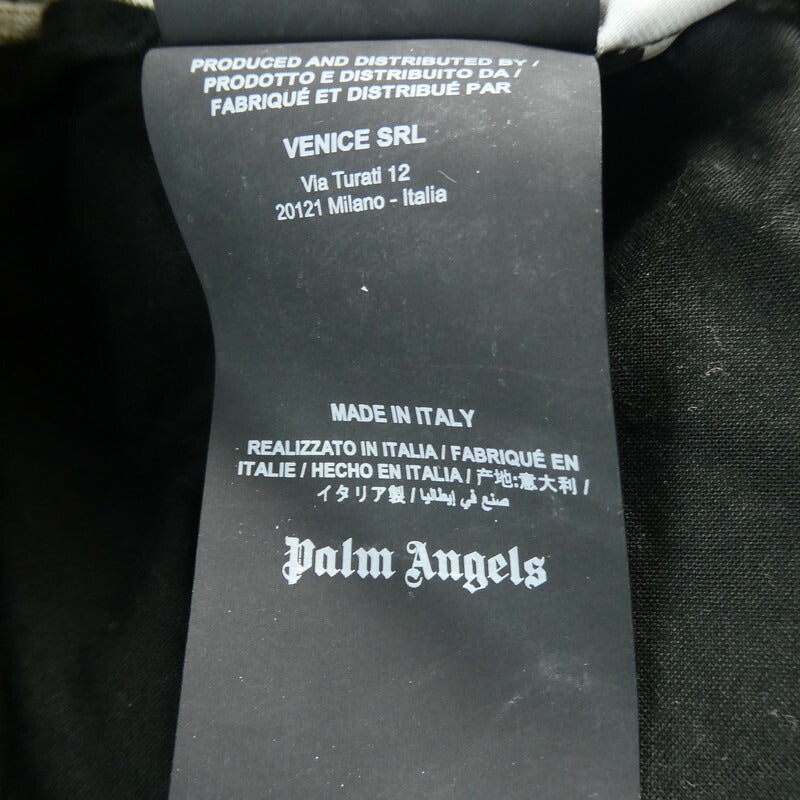 PRODUCED AND DISTRIBUTED BY /
PRODOTTO E DISTRIBUITO DA /
FABRIQUÉ ET DISTRIBUÉ PAR
VENICE SRL
Via Turati 12
20121 Milano - Italia
MADE IN ITALY
REALIZZATO IN ITALIA / FABRIQUÉ EN
ITALIE / HECHO EN ITALIA / 产地:意大利 /
イタリア製 / صنع في إيطاليا
Palm Angels